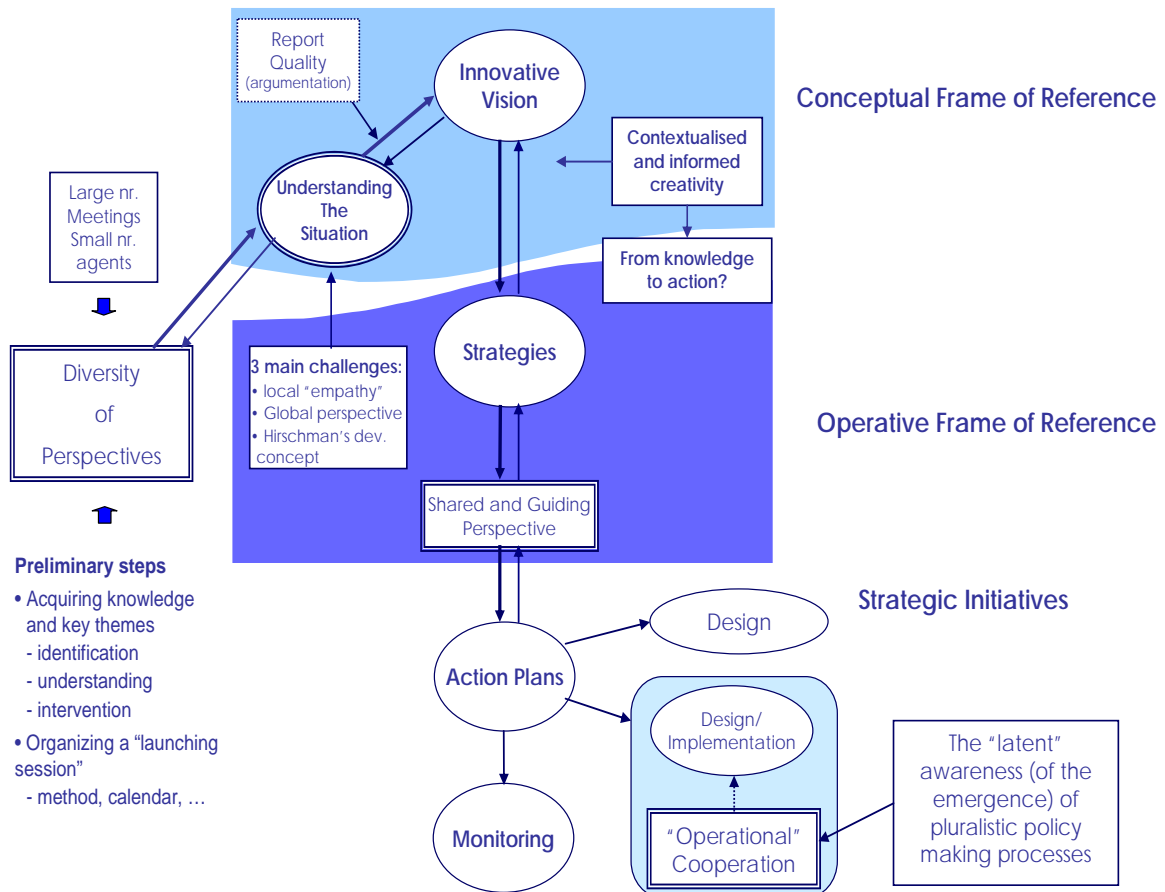 Report
Quality
(argumentation)
Innovative
Vision
Conceptual Frame of Reference
Contextualised
and informed
creativity
Understanding
The
Situation
Large nr.
Meetings
Small nr.
agents
From knowledge
to action?
Strategies
3 main challenges:
• local “empathy”
• Global perspective
• Hirschman’s dev.
concept
Diversity
of
Perspectives
Operative Frame of Reference
Shared and Guiding
Perspective
Preliminary steps
• Acquiring knowledge
and key themes
- identification
- understanding
- intervention
• Organizing a “launching
session”
- method, calendar, …
Strategic Initiatives
Design
Action Plans
Design/
Implementation
The “latent”
awareness (of the
emergence) of
pluralistic policy
making processes
Monitoring
“Operational”
Cooperation